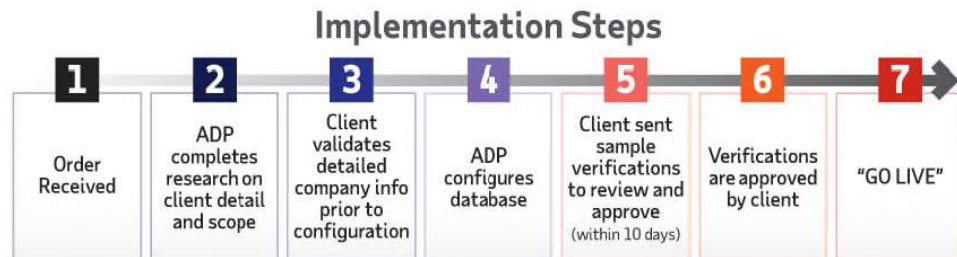 Implementation Steps
1
Order
Received
2
ADP
completes
research on
client detail
and scope
3
Client
validates
detailed
company info
prior to
configuration
4
ADP
configures
database
5
Client sent
sample
verifications
to review and
approve
(within 10 days)
6
Verifications
are approved
by client
7
“GO LIVE”